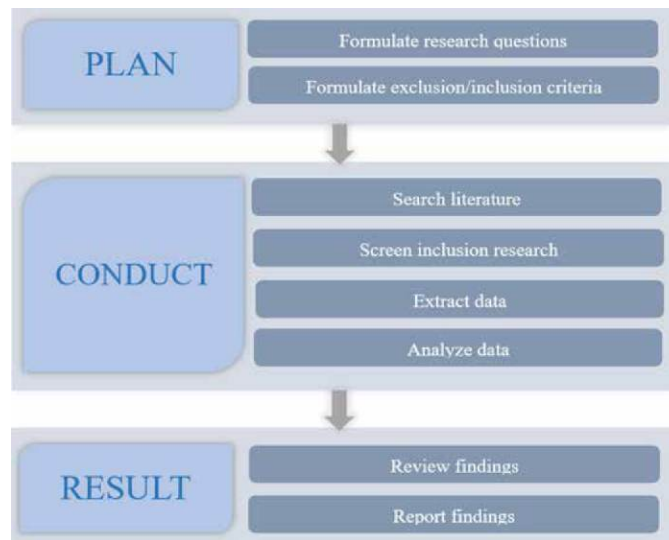 PLAN
Formulate research questions
Formulate exclusion/inclusion criteria
CONDUCT
Search literature
Screen inclusion research
Extract data
Analyze data
RESULT
Review findings
Report findings